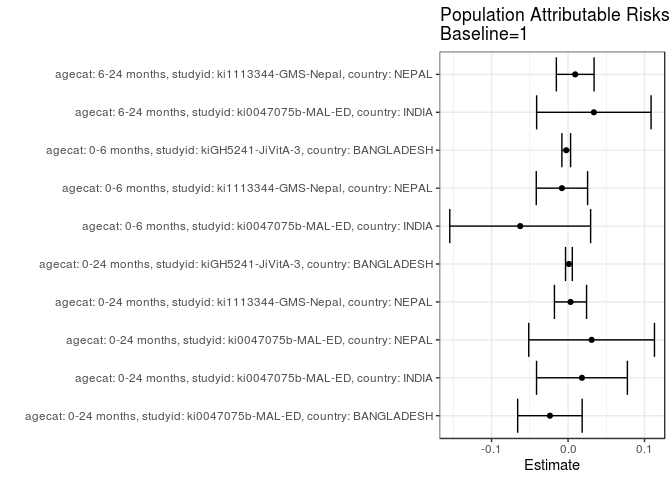 Population Attributable Risks
Baseline=1
agecat: 6-24 months, studyid: ki1113344-GMS-Nepal, country: NEPAL
agecat: 6-24 months, studyid: ki0047075b-MAL-ED, country: INDIA
agecat: 0-6 months, studyid: kiGH5241-JiVitA-3, country: BANGLADESH
agecat: 0-6 months, studyid: ki1113344-GMS-Nepal, country: NEPAL
agecat: 0-6 months, studyid: ki0047075b-MAL-ED, country: INDIA
agecat: 0-24 months, studyid: kiGH5241-JiVitA-3, country: BANGLADESH
agecat: 0-24 months, studyid: ki1113344-GMS-Nepal, country: NEPAL
agecat: 0-24 months, studyid: ki0047075b-MAL-ED, country: NEPAL
agecat: 0-24 months, studyid: ki0047075b-MAL-ED, country: INDIA
agecat: 0-24 months, studyid: ki0047075b-MAL-ED, country: BANGLADESH
-0.1 0.0 0.1
Estimate